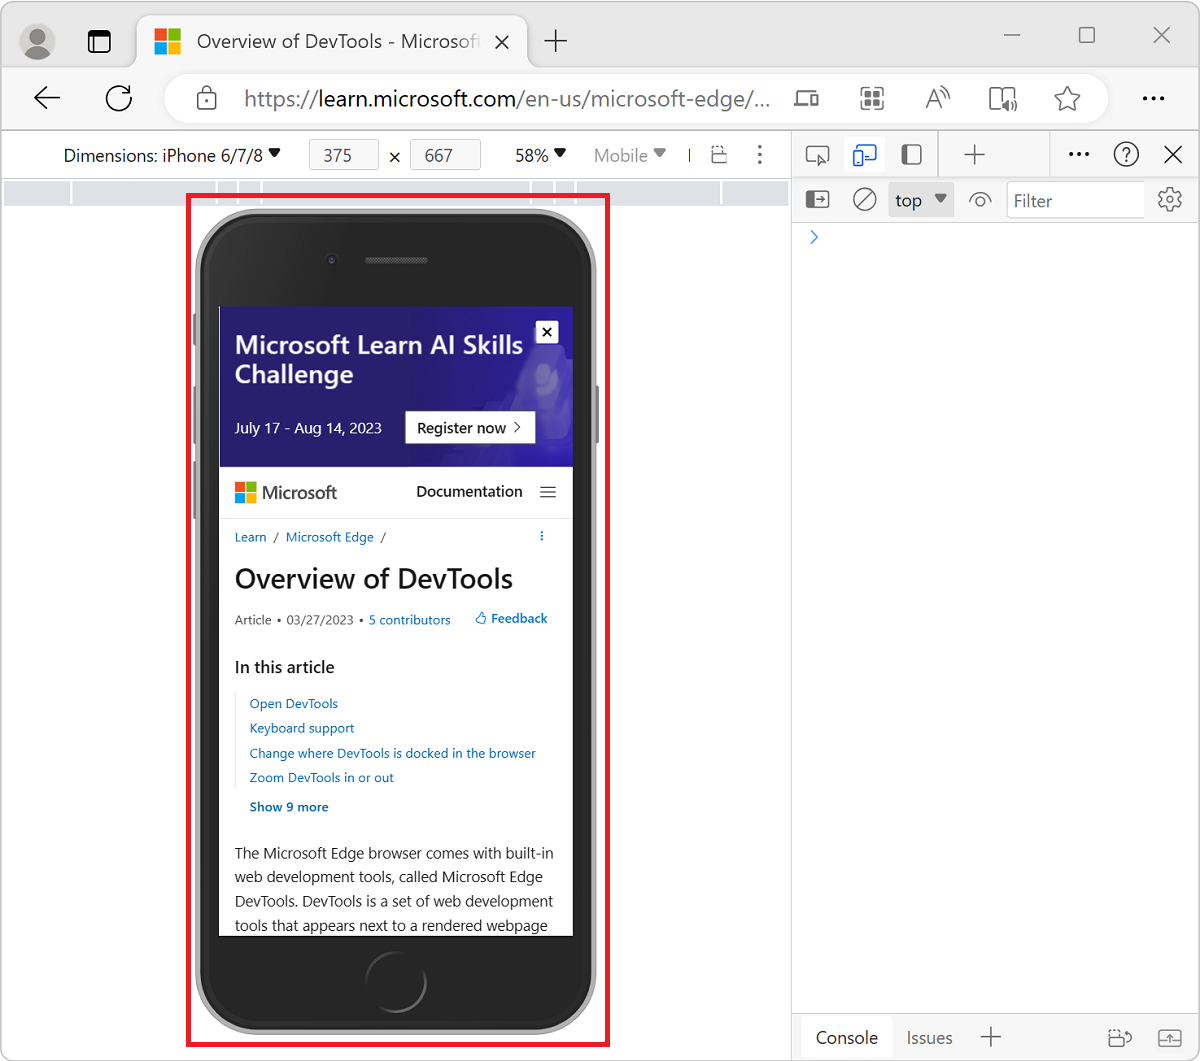 Overview of DevTools - Microsof
https://learn.microsoft.com/en-us/microsoft-edge/...
Dimensions: iPhone 6/7/8 375 × 667 58% Mobile
top Filter
Microsoft Learn AI Skills
Challenge
July 17 - Aug 14, 2023 Register now
Microsoft Documentation
Learn / Microsoft Edge /
Overview of DevTools
Article • 03/27/2023 • 5 contributors Feedback
In this article
Open DevTools
Keyboard support
Change where DevTools is docked in the browser
Zoom DevTools in or out
Show 9 more
The Microsoft Edge browser comes with built-in
web development tools, called Microsoft Edge
DevTools. DevTools is a set of web development
tools that appears next to a rendered webpage
Console Issues